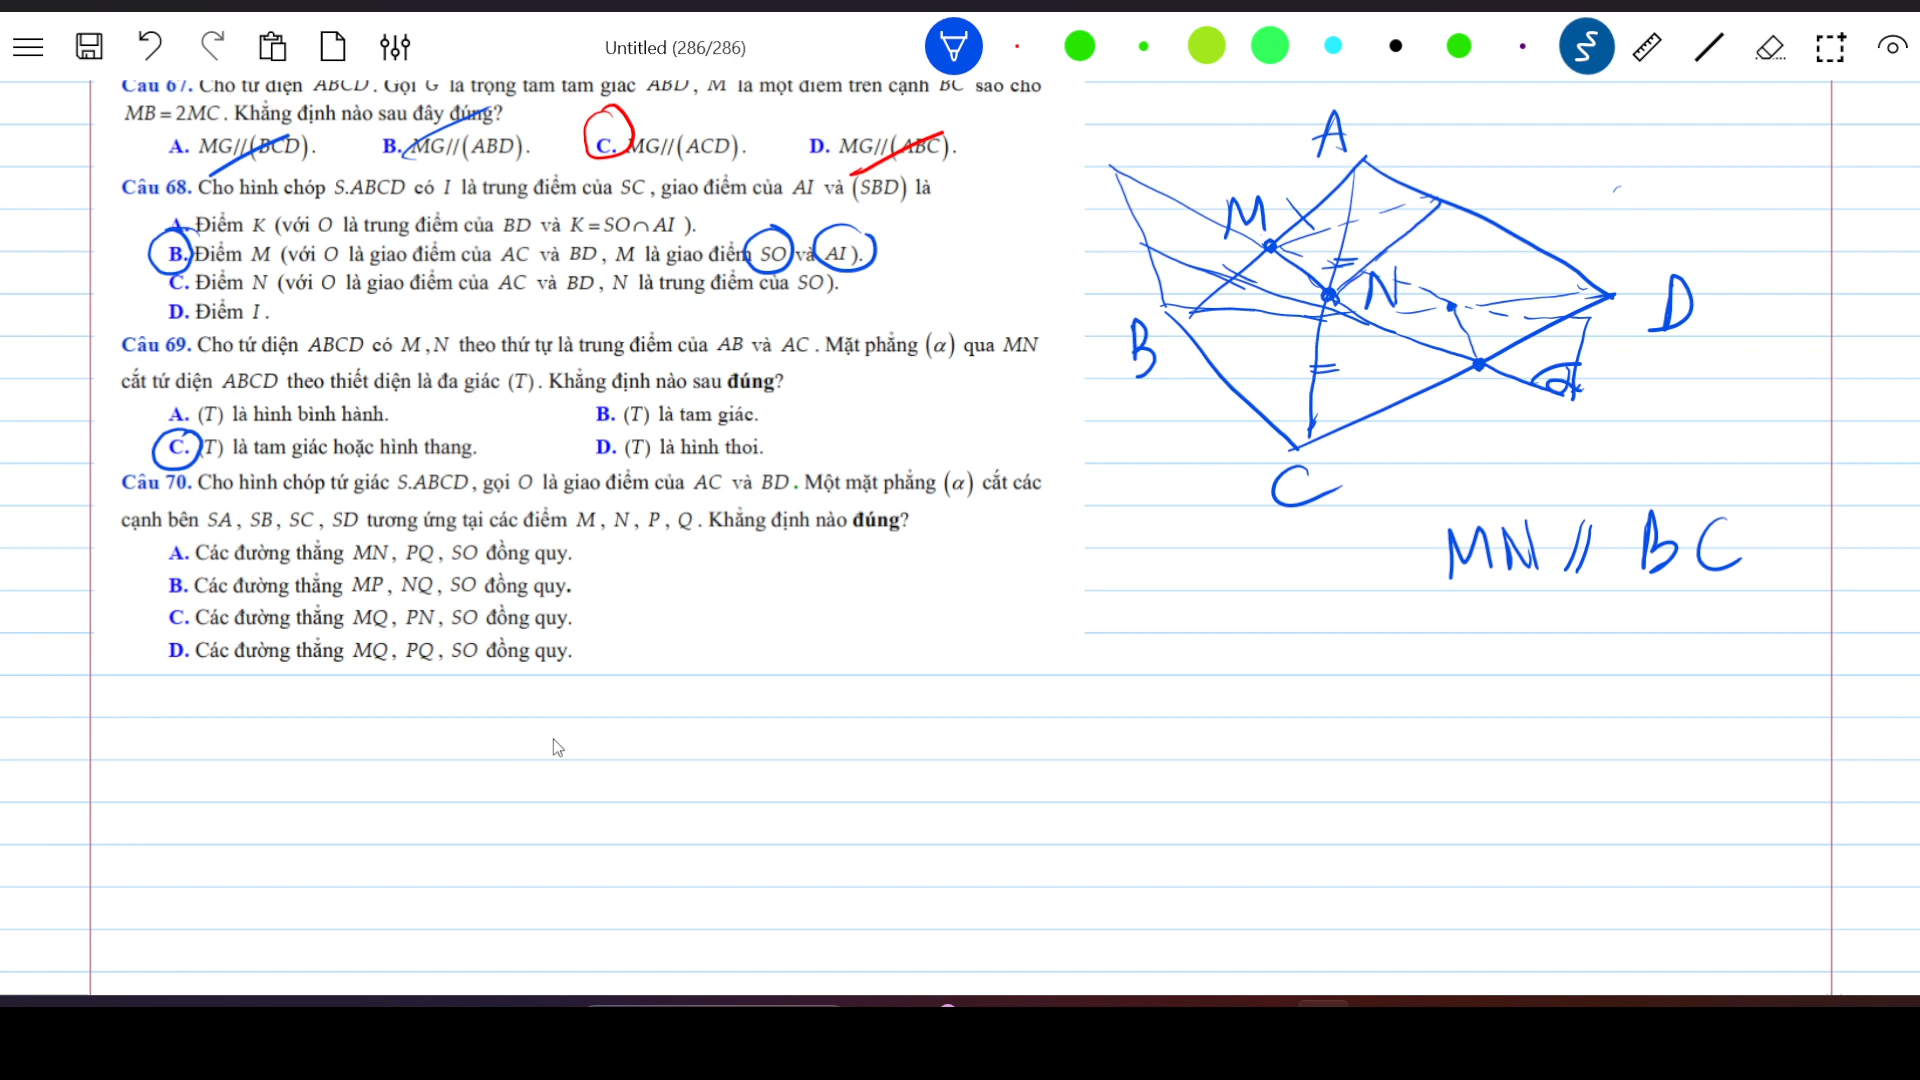 Untitled (286/286)
Câu 67. Cho tứ diện ABCD. Gọi G là trọng tâm tam giác ABD, M là một điểm trên cạnh BC sao cho
MB = 2MC. Khẳng định nào sau đây đúng?
A. MG//(BCD). B. MG//(ABD). C. MG//(ACD). D. MG//(ABC).
Câu 68. Cho hình chóp S.ABCD có I là trung điểm của SC, giao điểm của AI và (SBD) là
A. Điểm K (với O là trung điểm của BD và K = SO∩AI ).
B. Điểm M (với O là giao điểm của AC và BD, M là giao điểm SO và AI ).
C. Điểm N (với O là giao điểm của AC và BD, N là trung điểm của SO).
D. Điểm I.
Câu 69. Cho tứ diện ABCD có M,N theo thứ tự là trung điểm của AB và AC. Mặt phẳng (α) qua MN
cắt tứ diện ABCD theo thiết diện là đa giác (T). Khẳng định nào sau đúng?
A. (T) là hình bình hành. B. (T) là tam giác.
C. (T) là tam giác hoặc hình thang. D. (T) là hình thoi.
Câu 70. Cho hình chóp tứ giác S.ABCD, gọi O là giao điểm của AC và BD. Một mặt phẳng (α) cắt các
cạnh bên SA, SB, SC, SD tương ứng tại các điểm M, N, P, Q. Khẳng định nào đúng?
A. Các đường thẳng MN, PQ, SO đồng quy.
B. Các đường thẳng MP, NQ, SO đồng quy.
C. Các đường thẳng MQ, PN, SO đồng quy.
D. Các đường thẳng MQ, PQ, SO đồng quy.
A
M
N
D
B
α
C
MN // BC